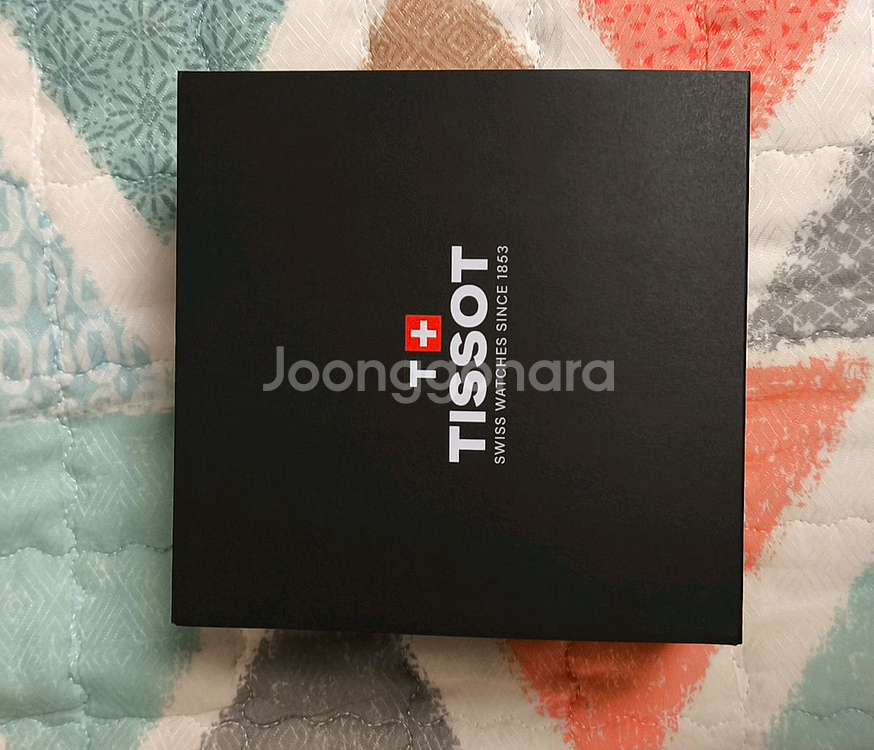 T+
TISSOT
SWISS WATCHES SINCE 1853
Joonggonara